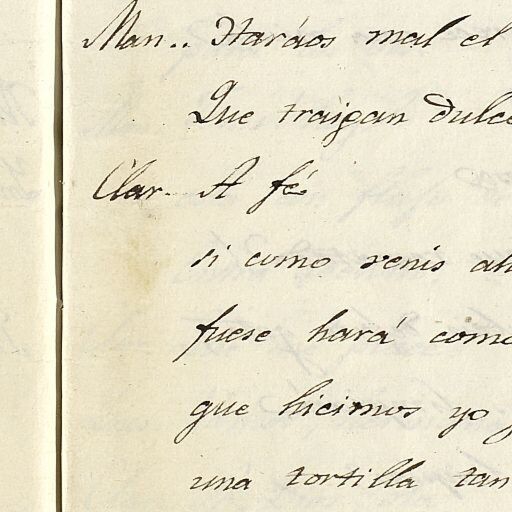 Man.. Haráos mal el
Que traigan dulce
Clar. A fé
si como venis ah
fuese hará como
que hicimos yo
una tortilla tan